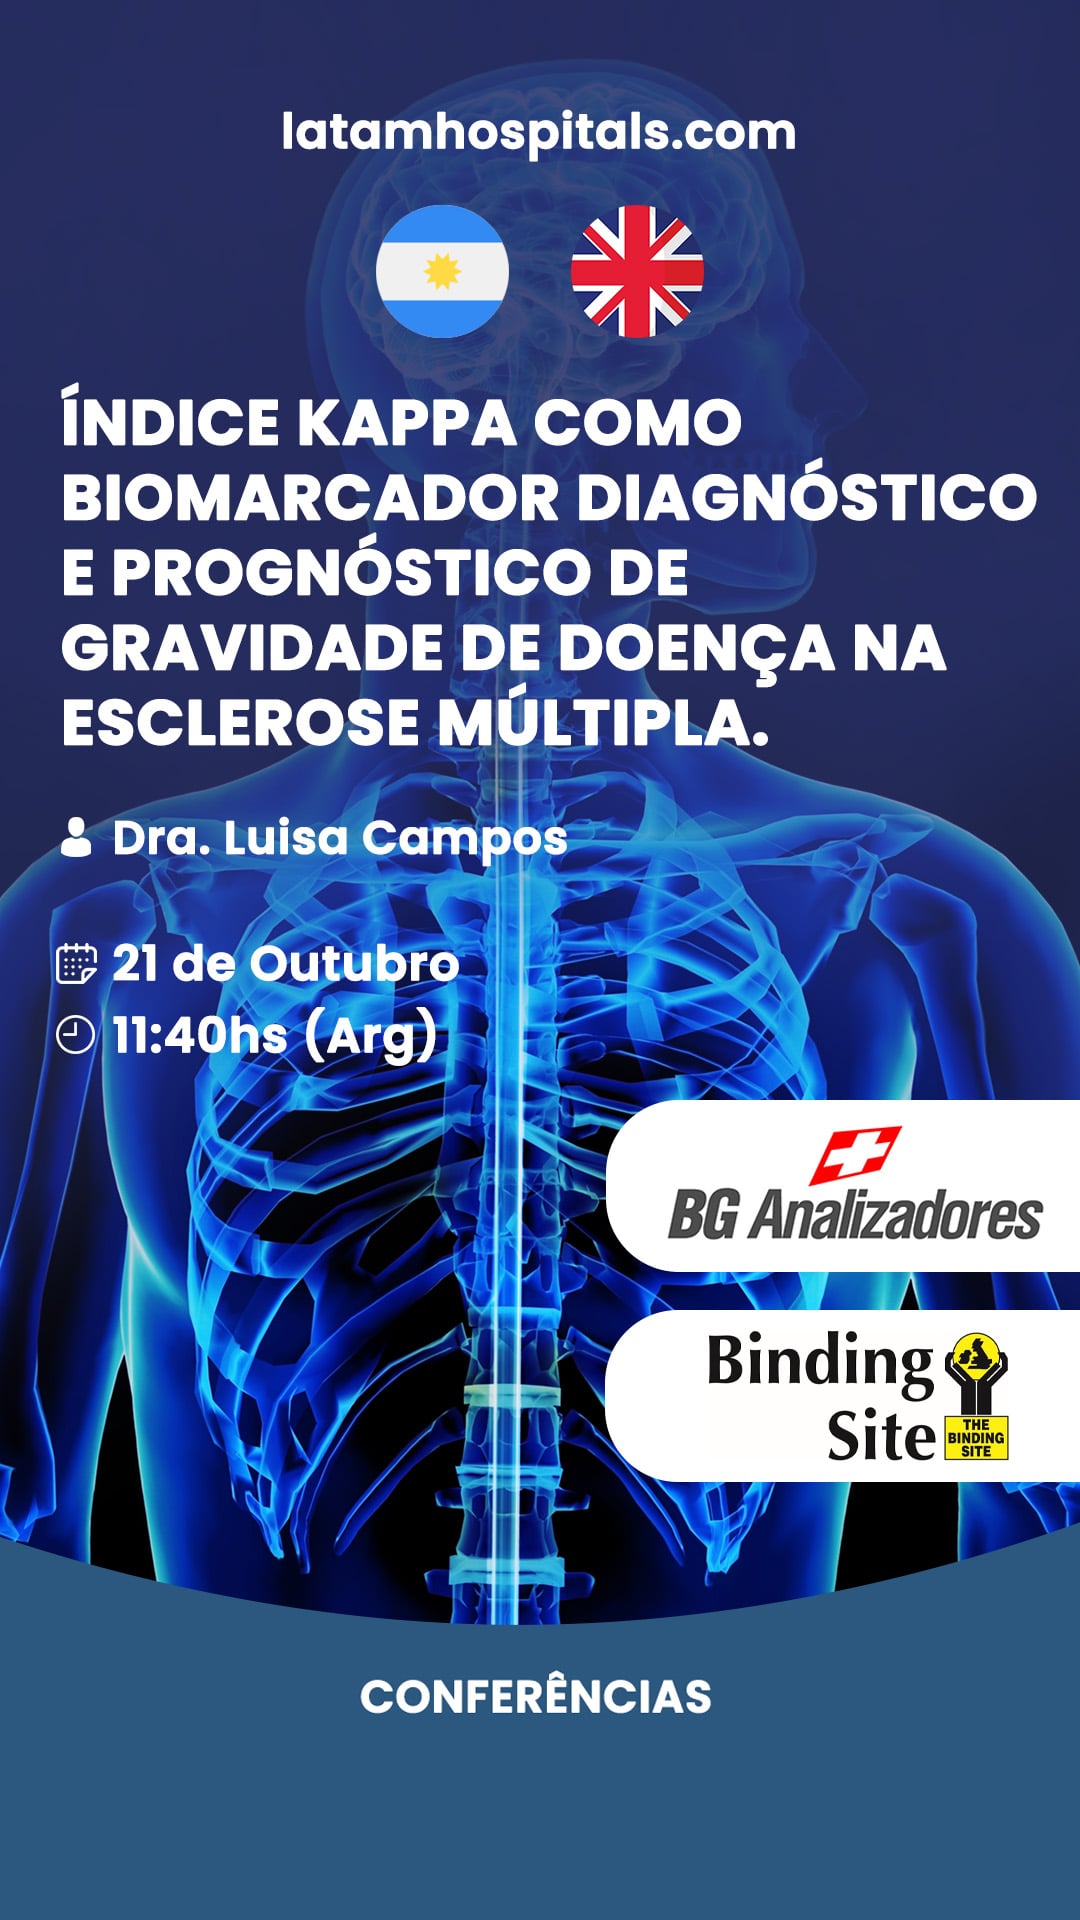 latamhospitals.com
ÍNDICE KAPPA COMO
BIOMARCADOR DIAGNÓSTICO
E PROGNÓSTICO DE
GRAVIDADE DE DOENÇA NA
ESCLEROSE MÚLTIPLA.
Dra. Luisa Campos
21 de Outubro
11:40hs (Arg)
BG Analizadores
Binding
Site
THE
BINDING
SITE
CONFERÊNCIAS